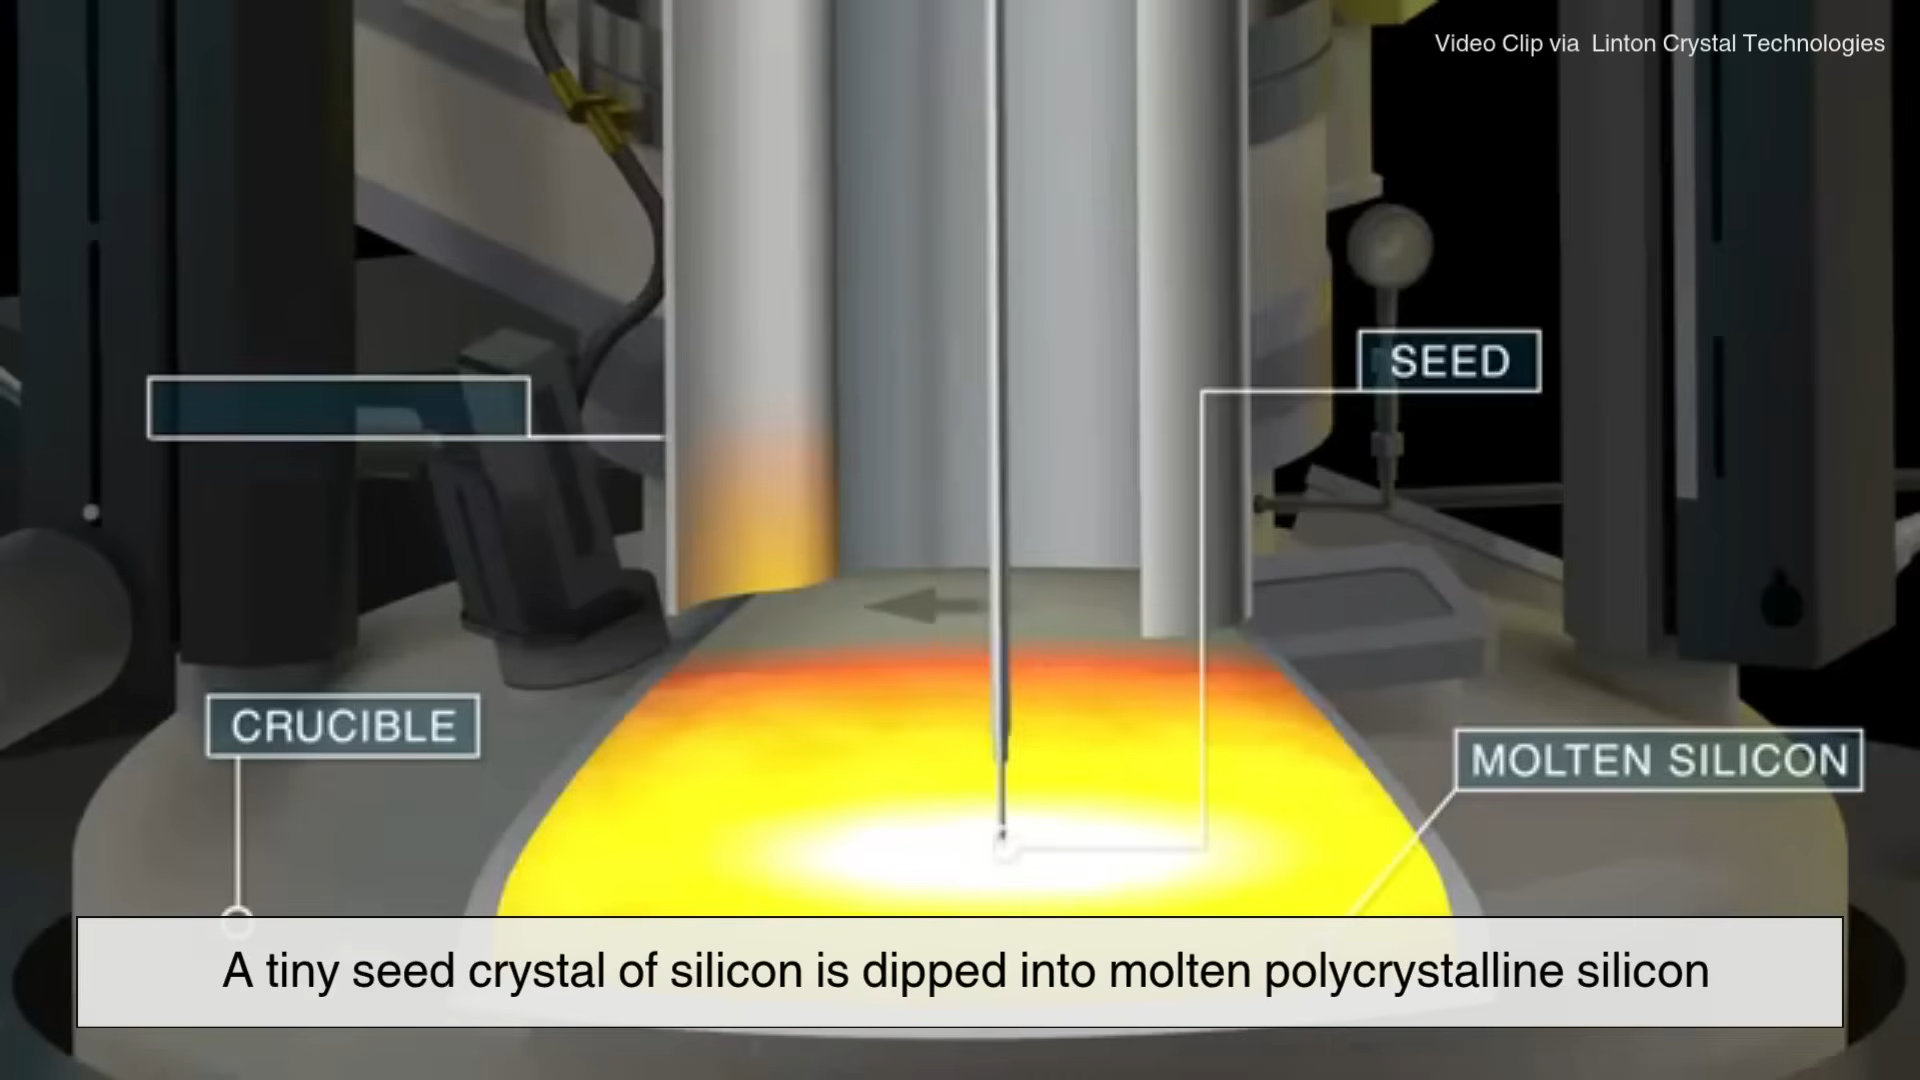 Video Clip via Linton Crystal Technologies
SEED
CRUCIBLE
MOLTEN SILICON
A tiny seed crystal of silicon is dipped into molten polycrystalline silicon